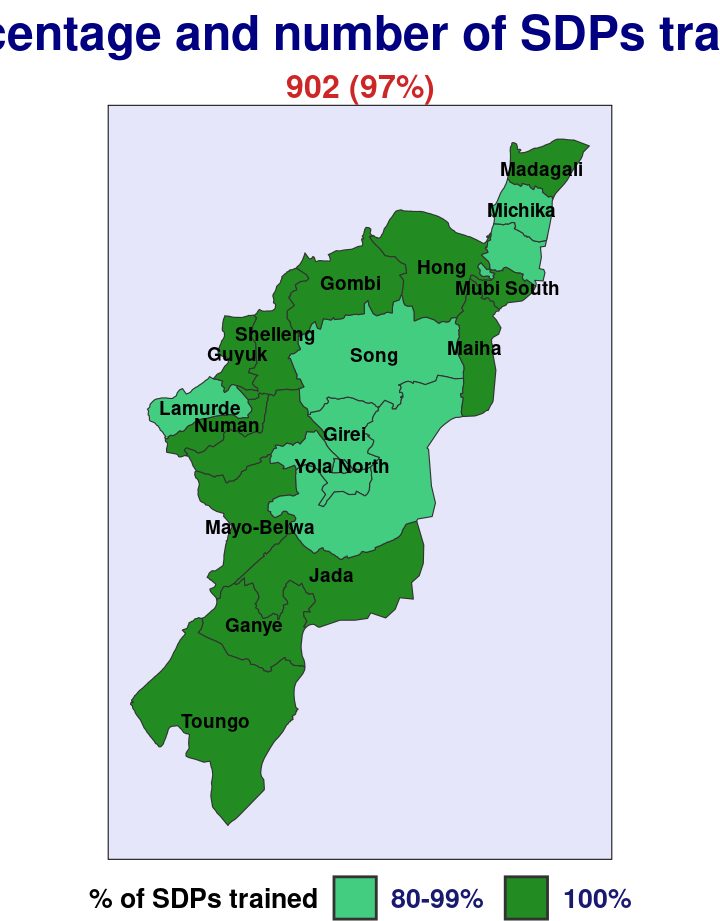 centage and number of SDPs tra
902 (97%)
Madagali
Michika
Hong
Gombi
Mubi South
Shelleng
Guyuk
Song
Maiha
Lamurde
Numan
Girei
Yola North
Mayo-Belwa
Jada
Ganye
Toungo
% of SDPs trained 80-99% 100%